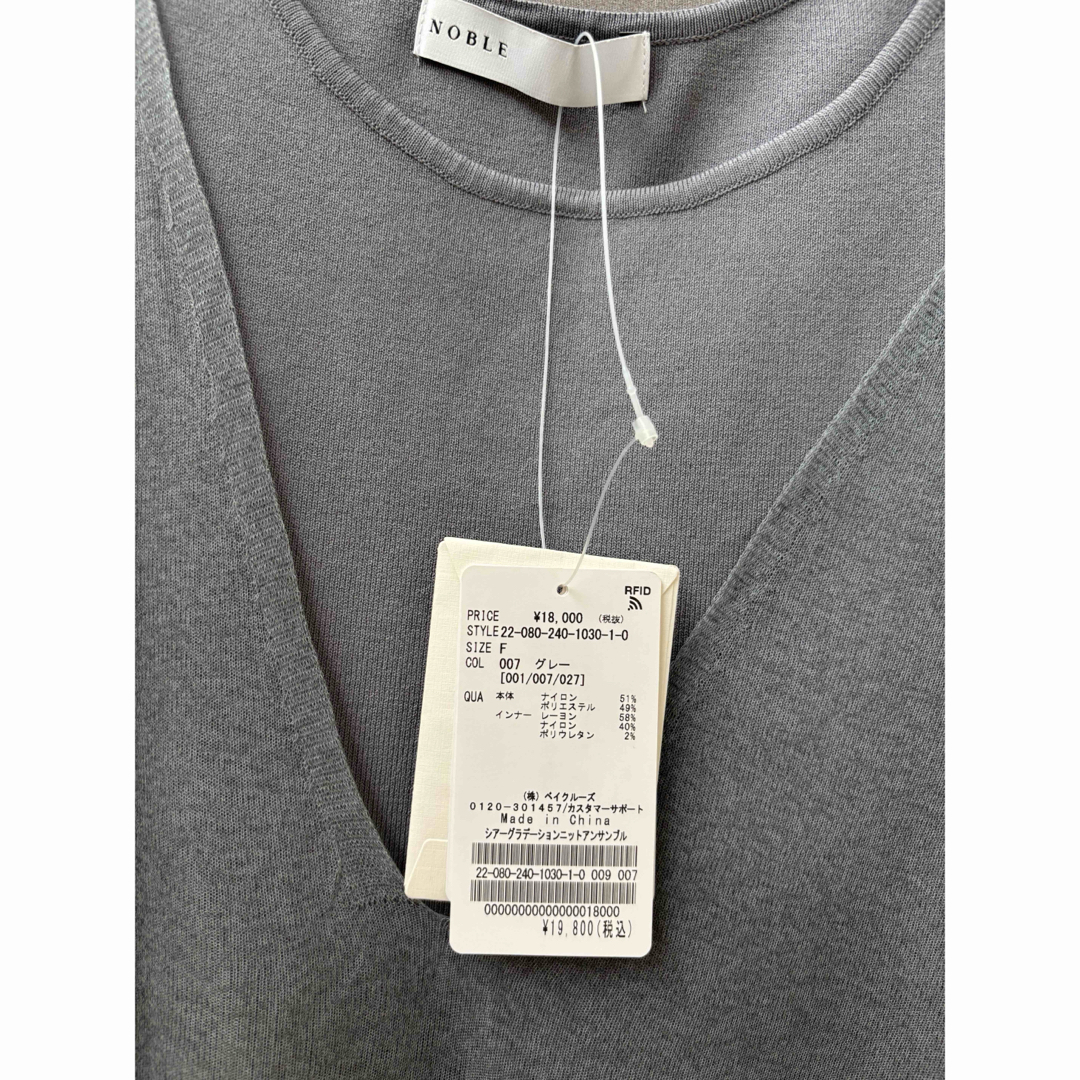 NOBLE
RFID
PRICE ¥18,000 (税抜)
STYLE 22-080-240-1030-1-0
SIZE F
COL 007 グレー
[001/007/027]
QUA 本体 ナイロン 51%
ポリエステル 49%
インナー レーヨン 58%
ナイロン 40%
ポリウレタン 2%
(株) ベイクルーズ
0120-301457/カスタマーサポート
Made in China
シアーグラデーションニットアンサンブル
22-080-240-1030-1-0 009 007
00000000000000018000
¥19,800(税込)